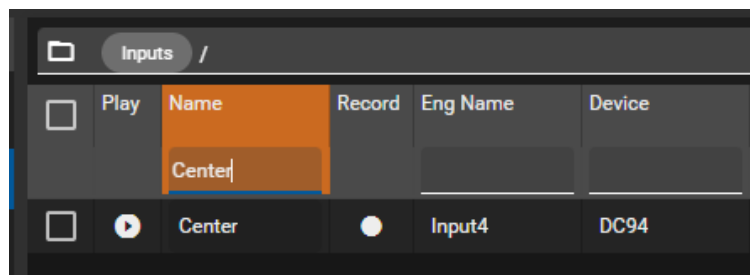 Inputs /
Play Name Record Eng Name Device
Center
Center Input4 DC94